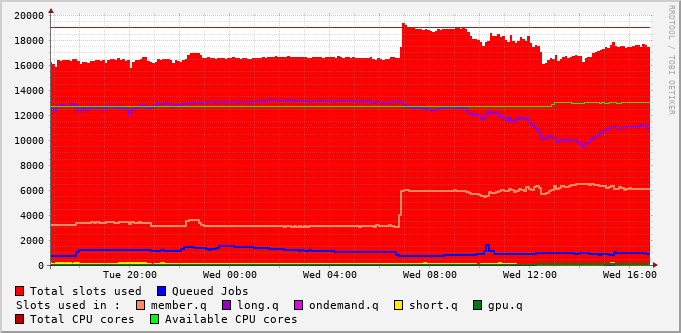 20000
18000
16000
14000
12000
10000
8000
6000
4000
2000
0
Tue 20:00 Wed 00:00 Wed 04:00 Wed 08:00 Wed 12:00 Wed 16:00
Total slots used Queued Jobs
Slots used in : member.q long.q ondemand.q short.q gpu.q
Total CPU cores Available CPU cores
RRDTOOL / TOBI OETIKER